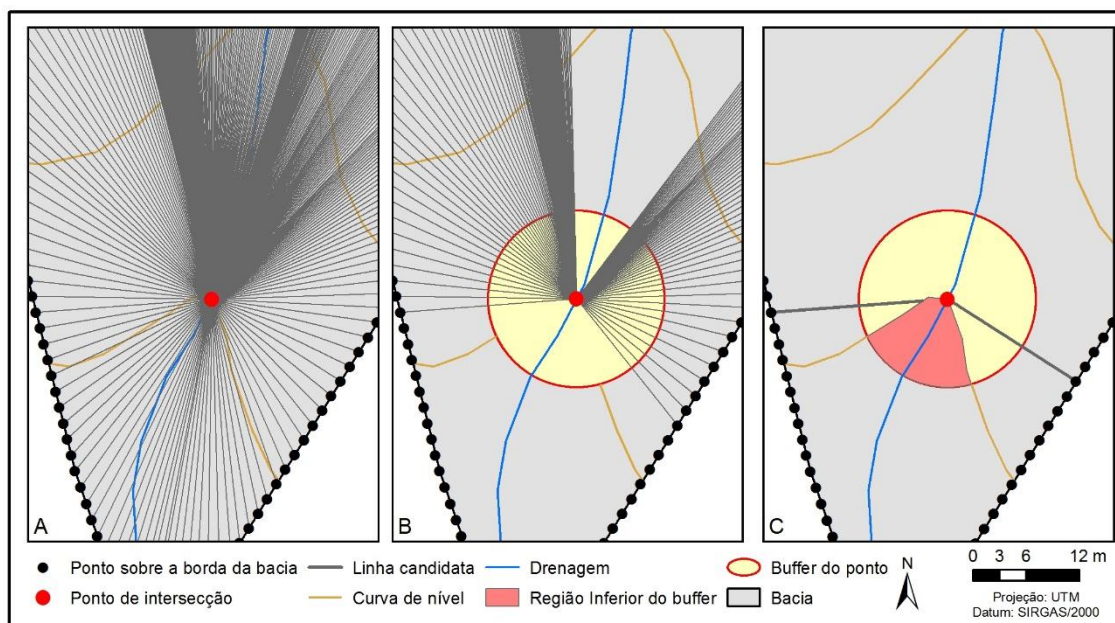 A
B
C
Ponto sobre a borda da bacia
Linha candidata
Drenagem
Buffer do ponto
Ponto de intersecção
Curva de nível
Região Inferior do buffer
Bacia
N
0 3 6 12 m
Projeção: UTM
Datum: SIRGAS/2000